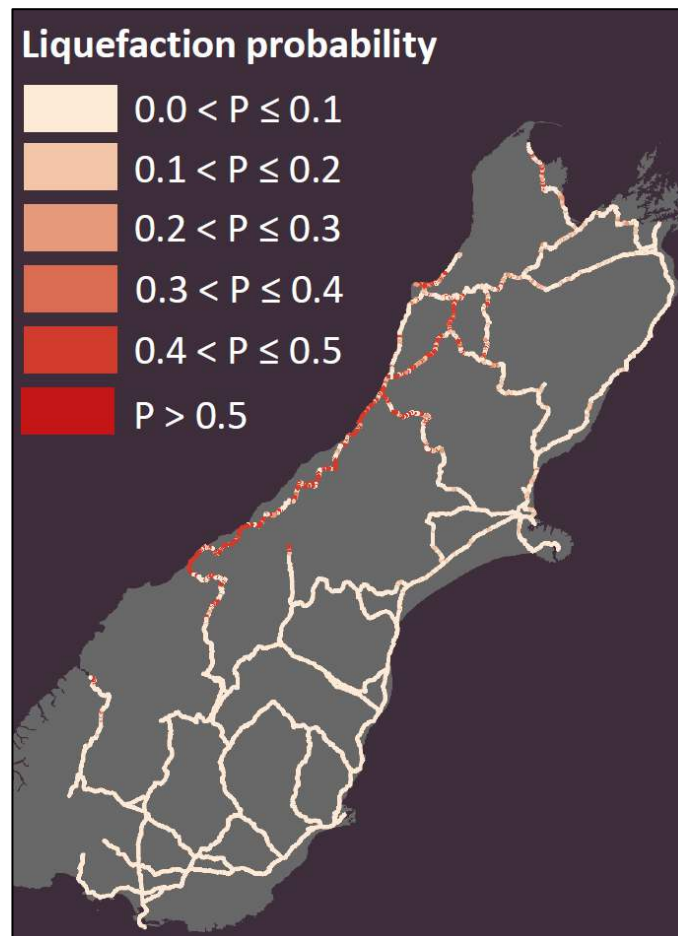 Liquefaction probability
0.0 < P ≤ 0.1
0.1 < P ≤ 0.2
0.2 < P ≤ 0.3
0.3 < P ≤ 0.4
0.4 < P ≤ 0.5
P > 0.5